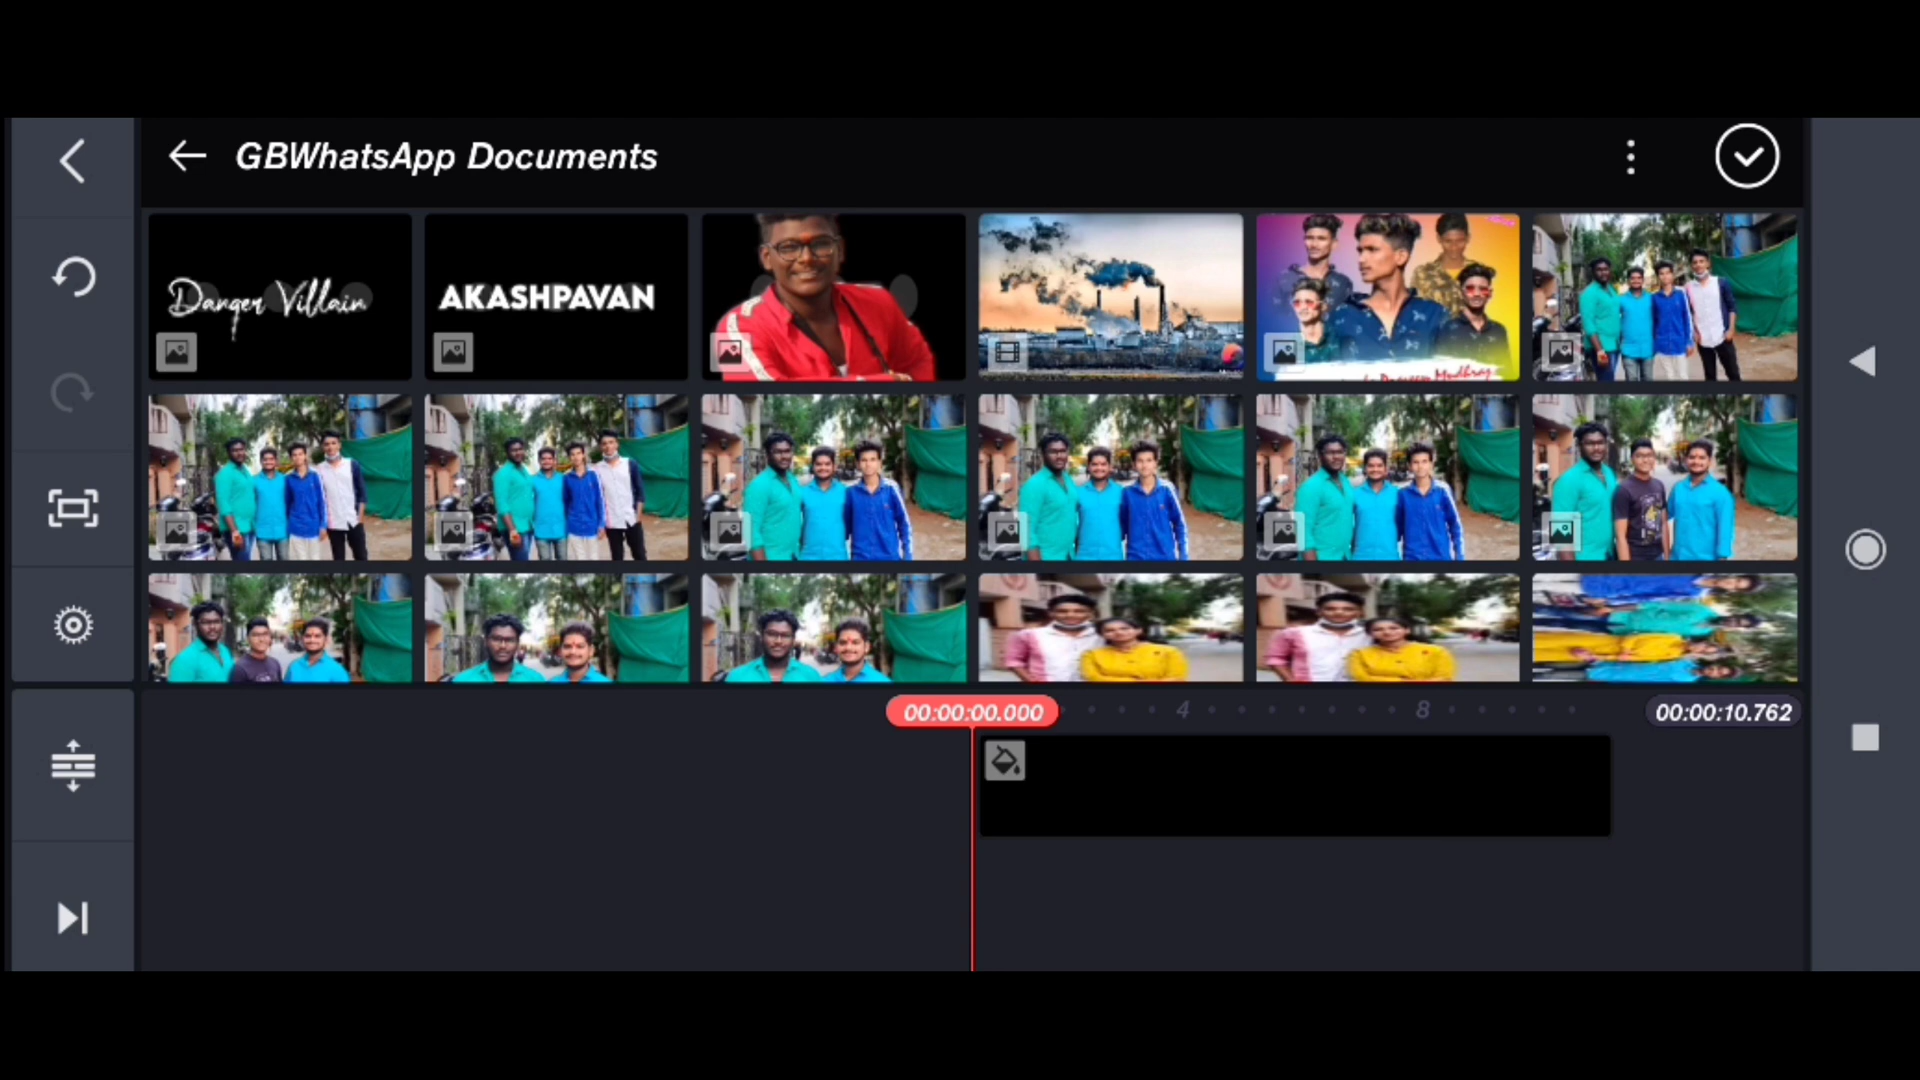 GBWhatsApp Documents
Danger Villain
AKASHPAVAN
00:00:00.000
4
8
00:00:10.762